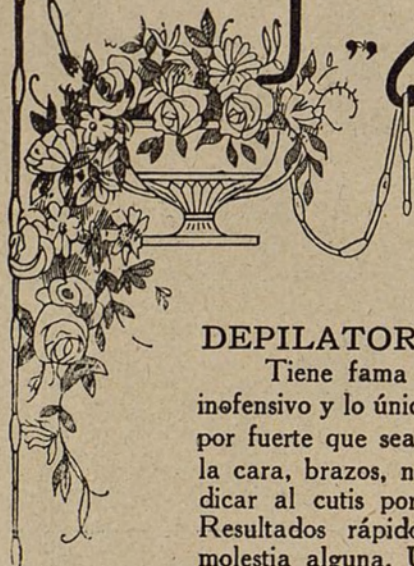 DEPILATOR
Tiene fama
inofensivo y lo únic
por fuerte que sea
la cara, brazos, n
dicar al cutis por
Resultados rápido
molestia alguna. U